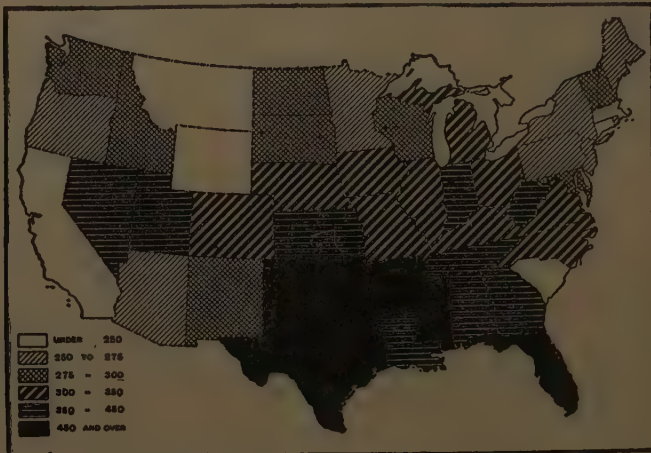 UNDER 250
250 TO 275
275 - 300
300 - 350
350 - 450
450 AND OVER